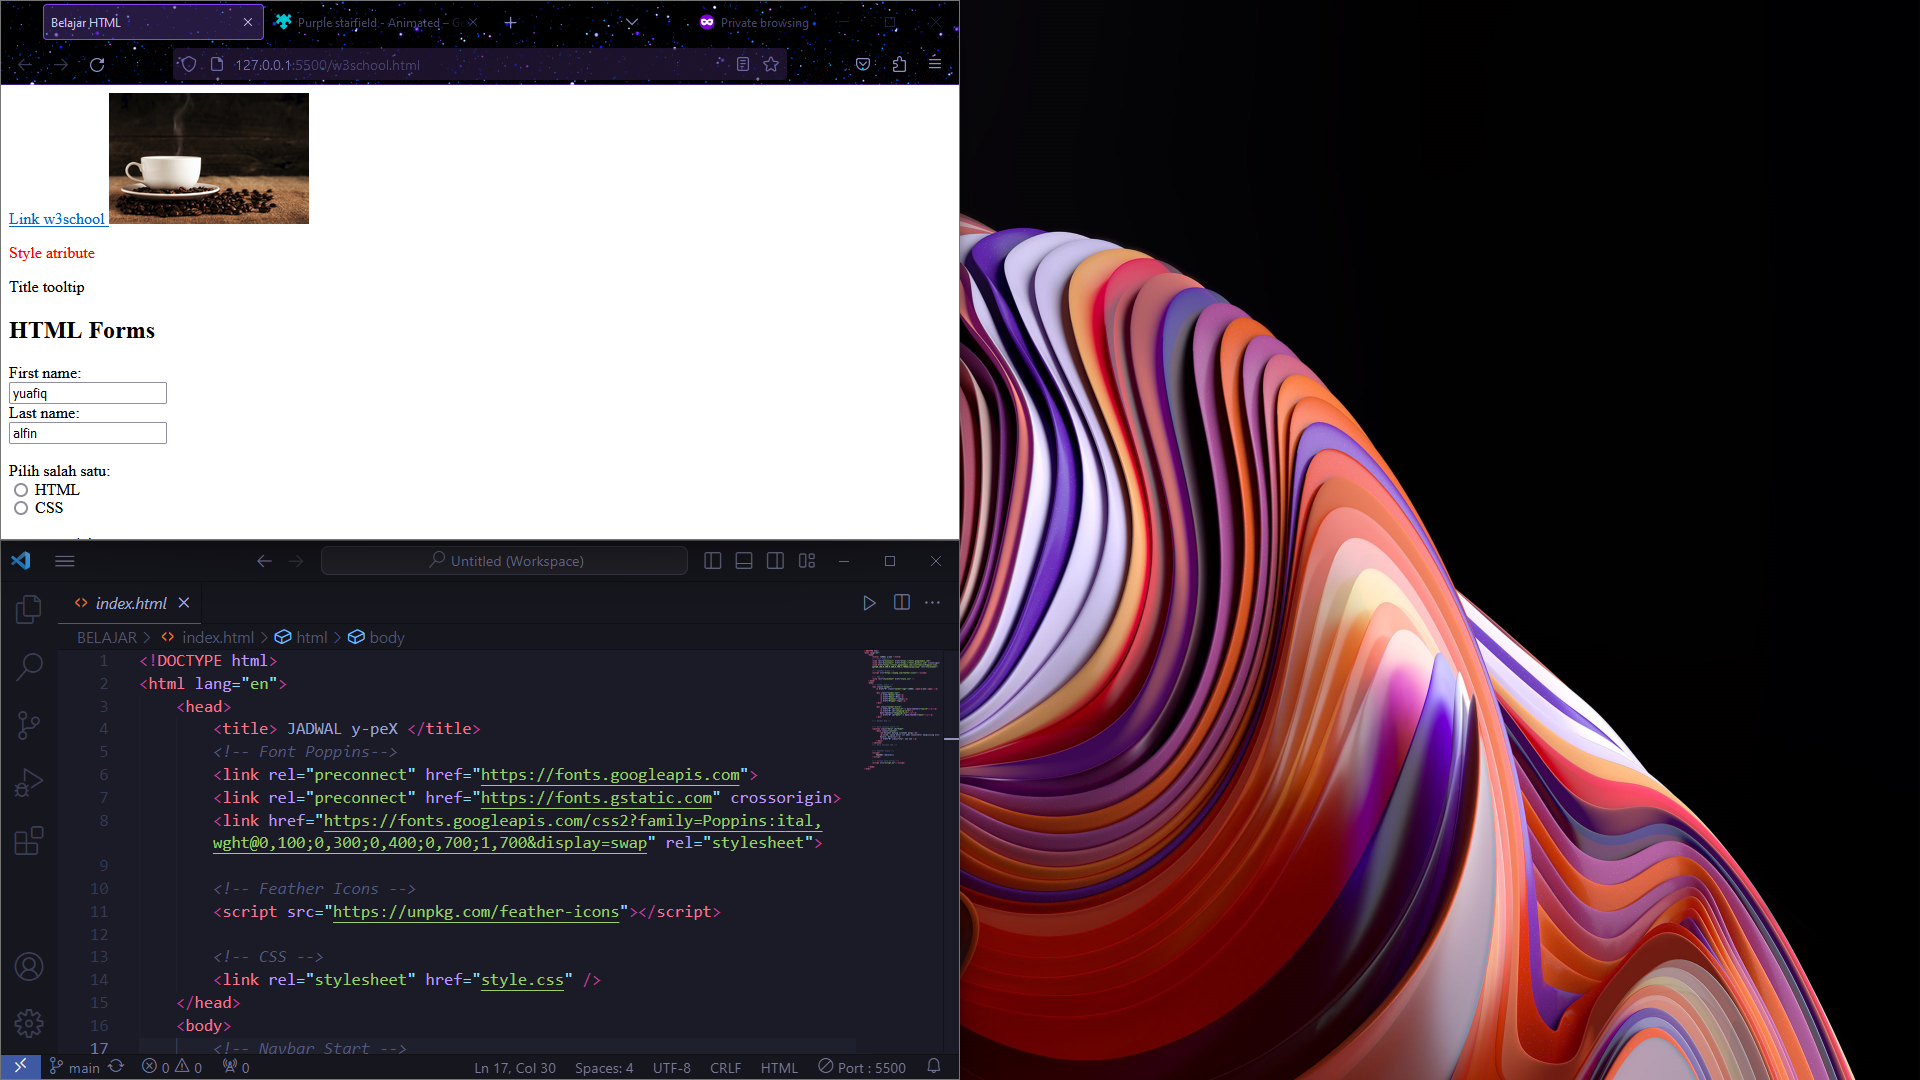 Belajar HTML
Purple starfield - Animated – G
Private browsing
127.0.0.1:5500/w3school.html
Link w3school
Style atribute
Title tooltip
HTML Forms
First name:
yuafiq
Last name:
alfin
Pilih salah satu:
HTML
CSS
Untitled (Workspace)
index.html
BELAJAR > index.html > html > body
1 <!DOCTYPE html>
2 <html lang="en">
3 <head>
4 <title> JADWAL y-peX </title>
5 <!-- Font Poppins-->
6 <link rel="preconnect" href="https://fonts.googleapis.com">
7 <link rel="preconnect" href="https://fonts.gstatic.com" crossorigin>
8 <link href="https://fonts.googleapis.com/css2?family=Poppins:ital,
wght@0,100;0,300;0,400;0,700;1,700&display=swap" rel="stylesheet">
9
10 <!-- Feather Icons -->
11 <script src="https://unpkg.com/feather-icons"></script>
12
13 <!-- CSS -->
14 <link rel="stylesheet" href="style.css" />
15 </head>
16 <body>
17 <!-- Navbar Start -->
main 0 0 0 Ln 17, Col 30 Spaces: 4 UTF-8 CRLF HTML Port : 5500